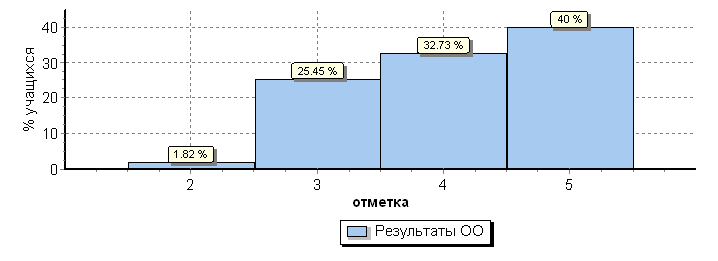 % учащихся
40
30
20
10
0
1.82 %
25.45 %
32.73 %
40 %
2 3 4 5
отметка
Результаты ОО